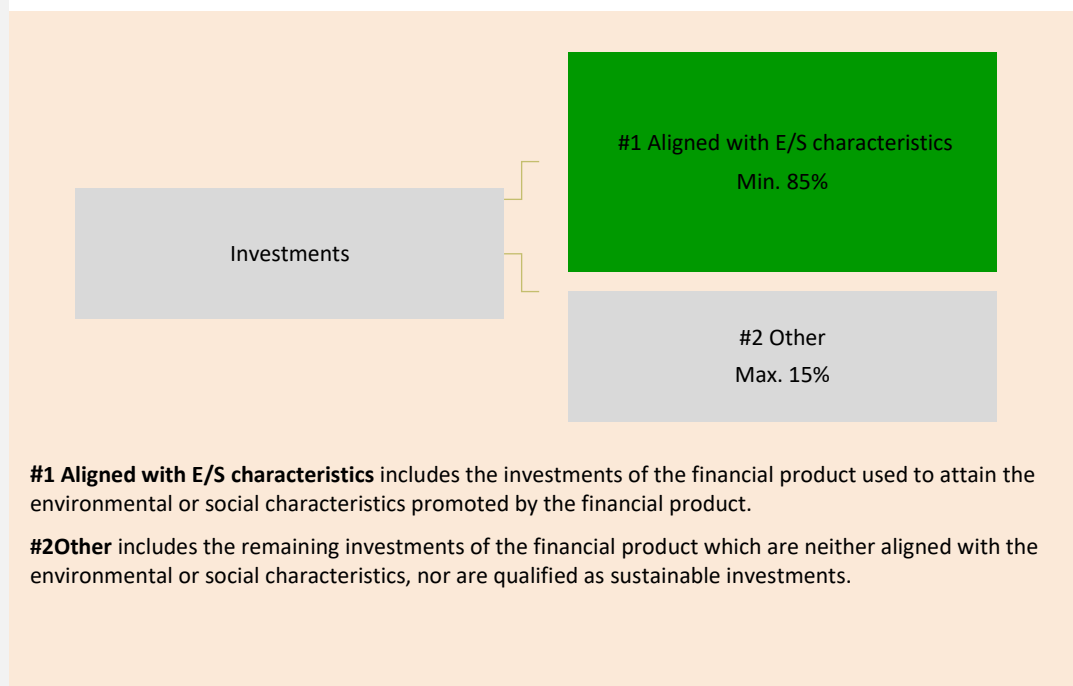 #1 Aligned with E/S characteristics
Min. 85%
Investments
#2 Other
Max. 15%
#1 Aligned with E/S characteristics includes the investments of the financial product used to attain the
environmental or social characteristics promoted by the financial product.
#2Other includes the remaining investments of the financial product which are neither aligned with the
environmental or social characteristics, nor are qualified as sustainable investments.